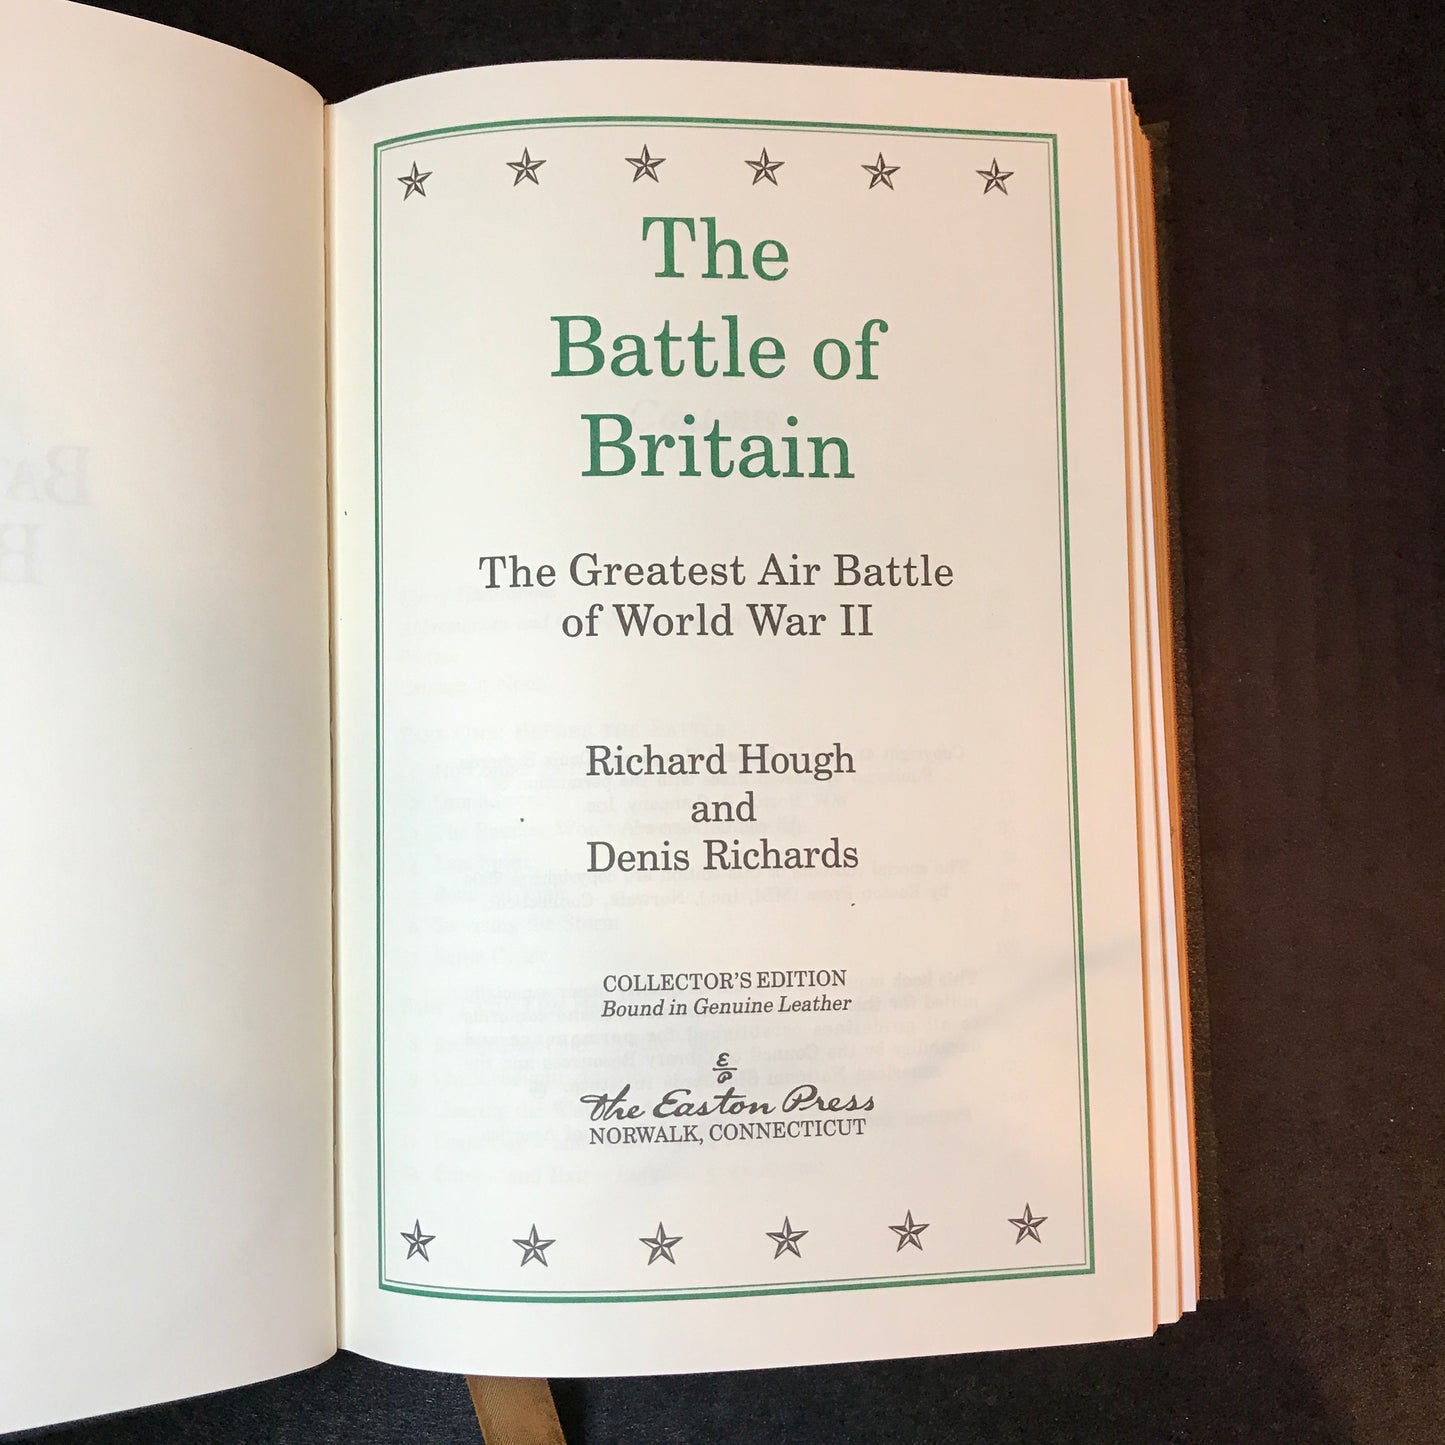 The
Battle of
Britain
The Greatest Air Battle
of World War II
Richard Hough
and
Denis Richards
COLLECTOR'S EDITION
Bound in Genuine Leather
The Easton Press
NORWALK, CONNECTICUT